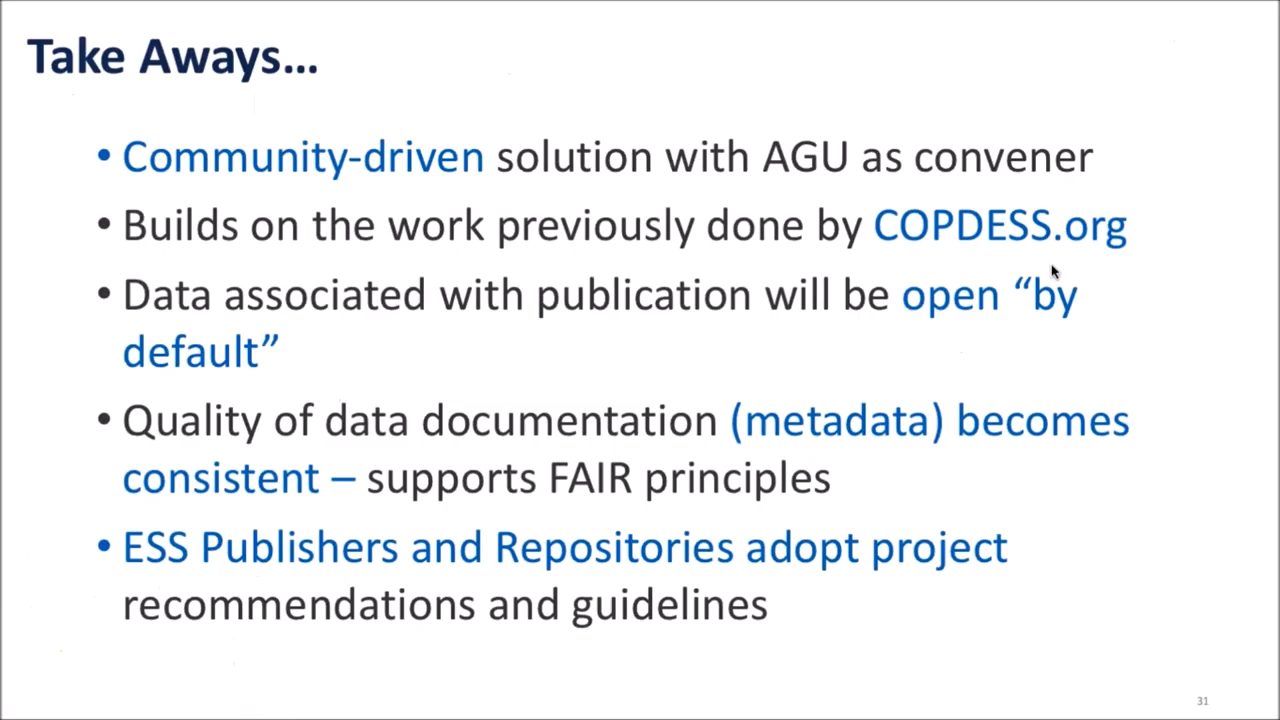 Take Aways...
• Community-driven solution with AGU as convener
• Builds on the work previously done by COPDESS.org
• Data associated with publication will be open “by
default”
• Quality of data documentation (metadata) becomes
consistent – supports FAIR principles
• ESS Publishers and Repositories adopt project
recommendations and guidelines
31